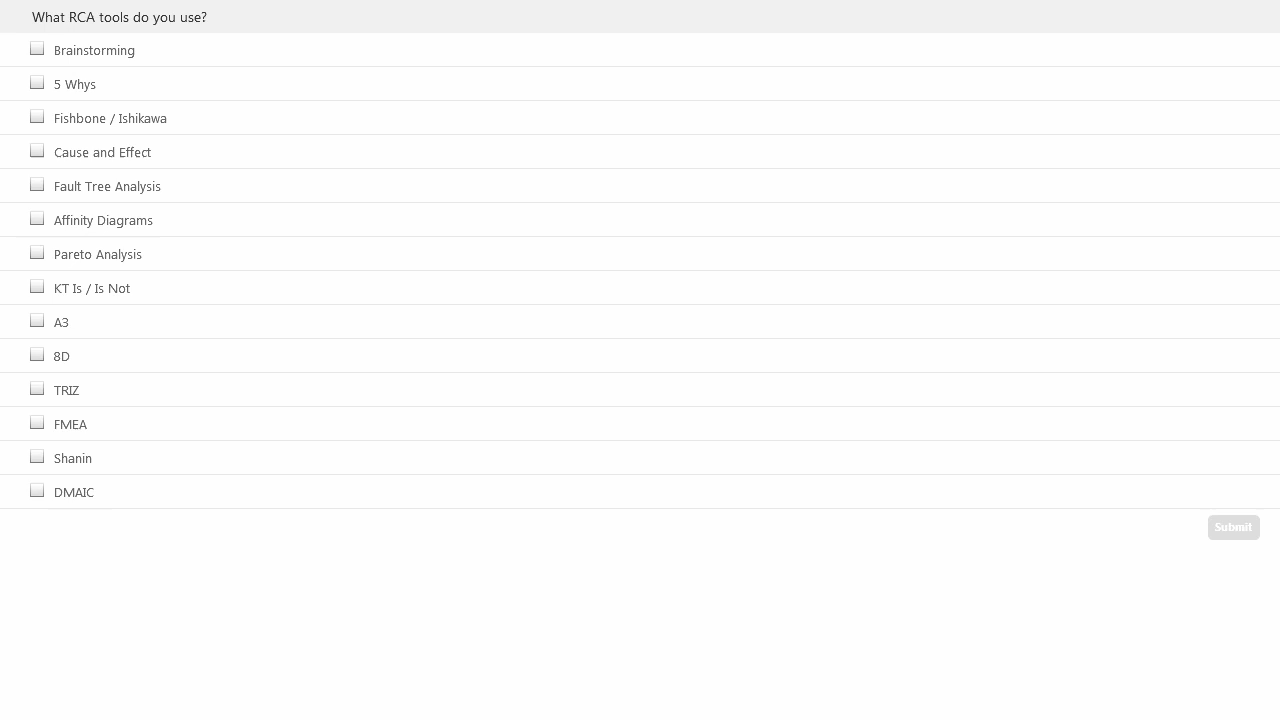 What RCA tools do you use?
Brainstorming
5 Whys
Fishbone / Ishikawa
Cause and Effect
Fault Tree Analysis
Affinity Diagrams
Pareto Analysis
KT Is / Is Not
A3
8D
TRIZ
FMEA
Shanin
DMAIC
Submit